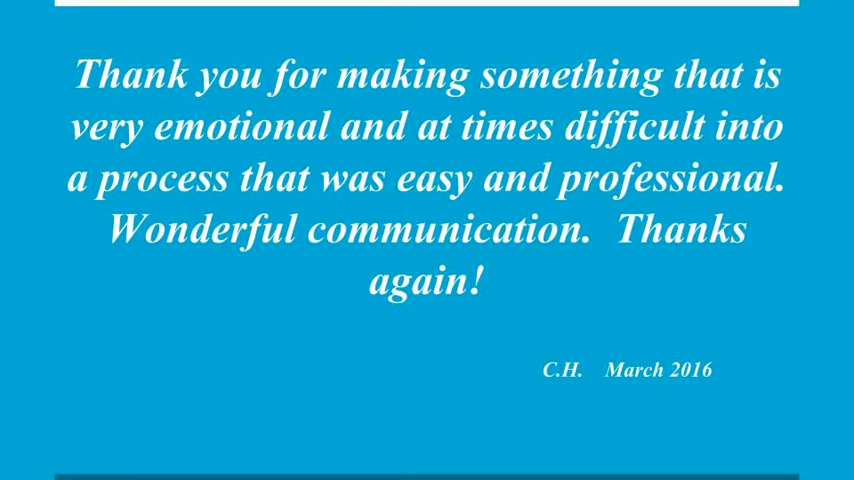 Thank you for making something that is
very emotional and at times difficult into
a process that was easy and professional.
Wonderful communication.  Thanks
again!
C.H.    March 2016